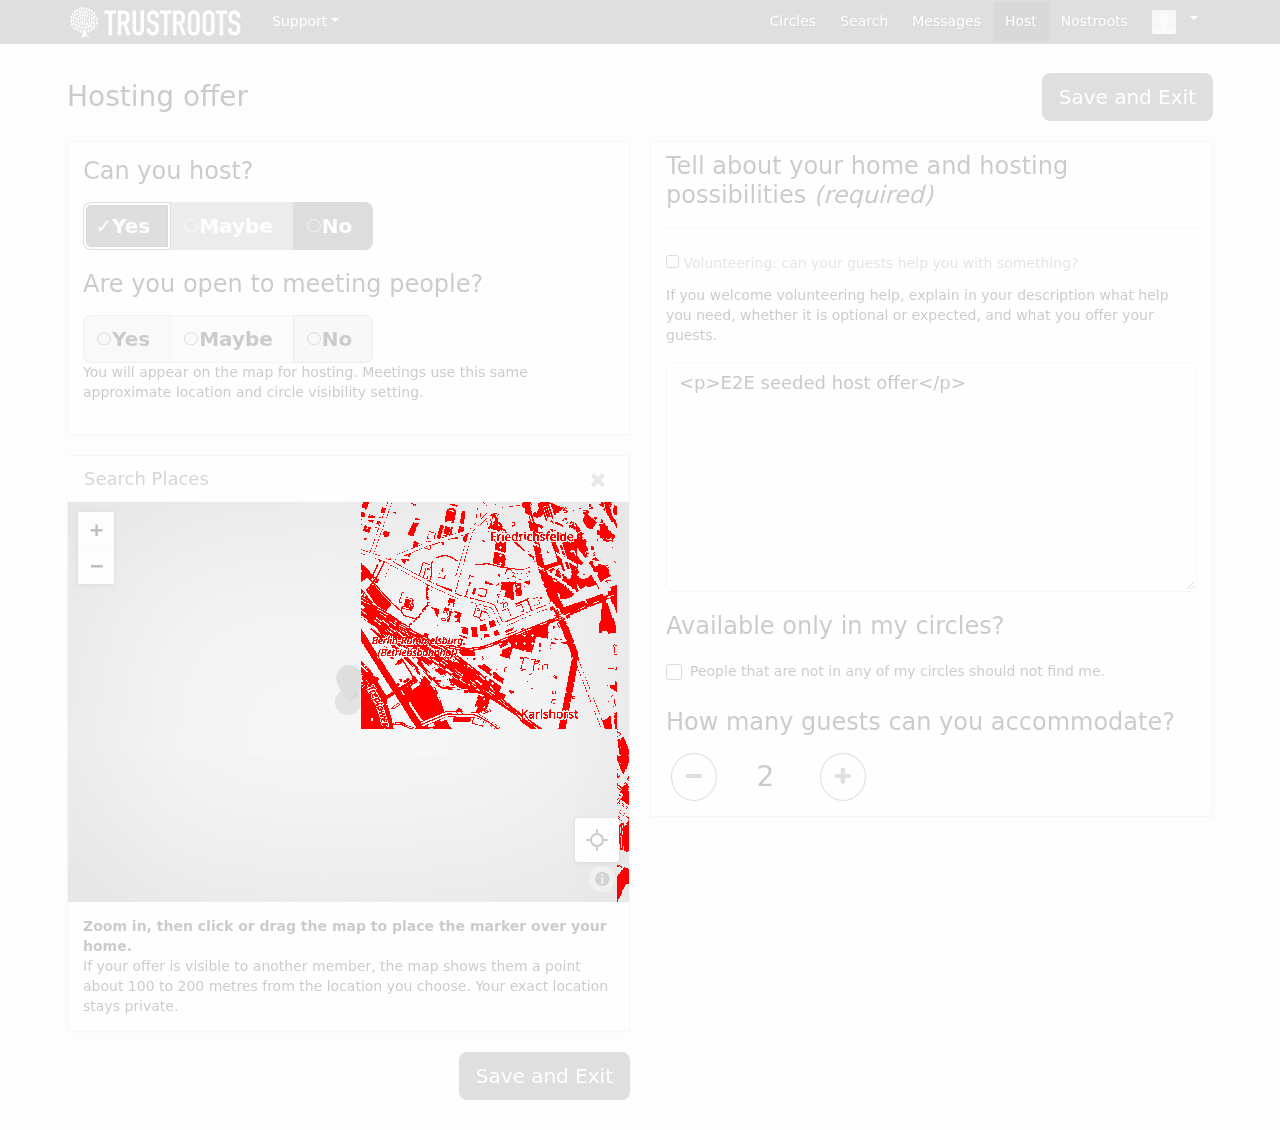 TRUSTROOTS Support Circles Search Messages Host Nostroots
Hosting offer
Save and Exit
Can you host?
✓Yes Maybe No
Are you open to meeting people?
Yes Maybe No
You will appear on the map for hosting. Meetings use this same
approximate location and circle visibility setting.
Search Places
Friedrichsfelde
(Betriebsbahnhof)
Karlshorst
Zoom in, then click or drag the map to place the marker over your
home.
If your offer is visible to another member, the map shows them a point
about 100 to 200 metres from the location you choose. Your exact location
stays private.
Save and Exit
Tell about your home and hosting
possibilities (required)
Volunteering: can your guests help you with something?
If you welcome volunteering help, explain in your description what help
you need, whether it is optional or expected, and what you offer your
guests.
<p>E2E seeded host offer</p>
Available only in my circles?
People that are not in any of my circles should not find me.
How many guests can you accommodate?
2